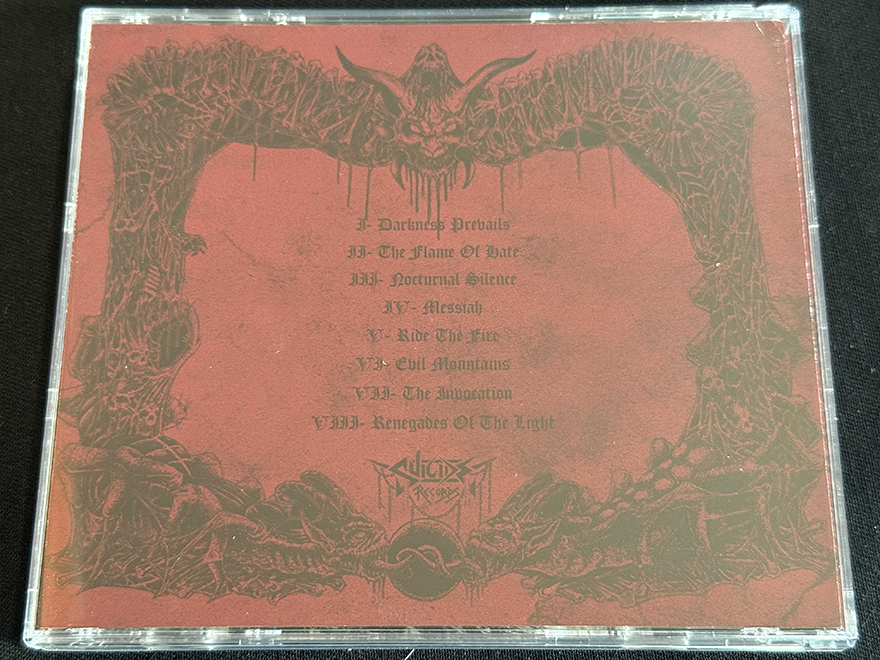 I- Darkness Prevails
II- The Flame Of Hate
III- Nocturnal Silence
IV- Messiah
V- Ride The Fire
VI- Evil Mountains
VII- The Invocation
VIII- Renegades Of The Light
Suicide
Records